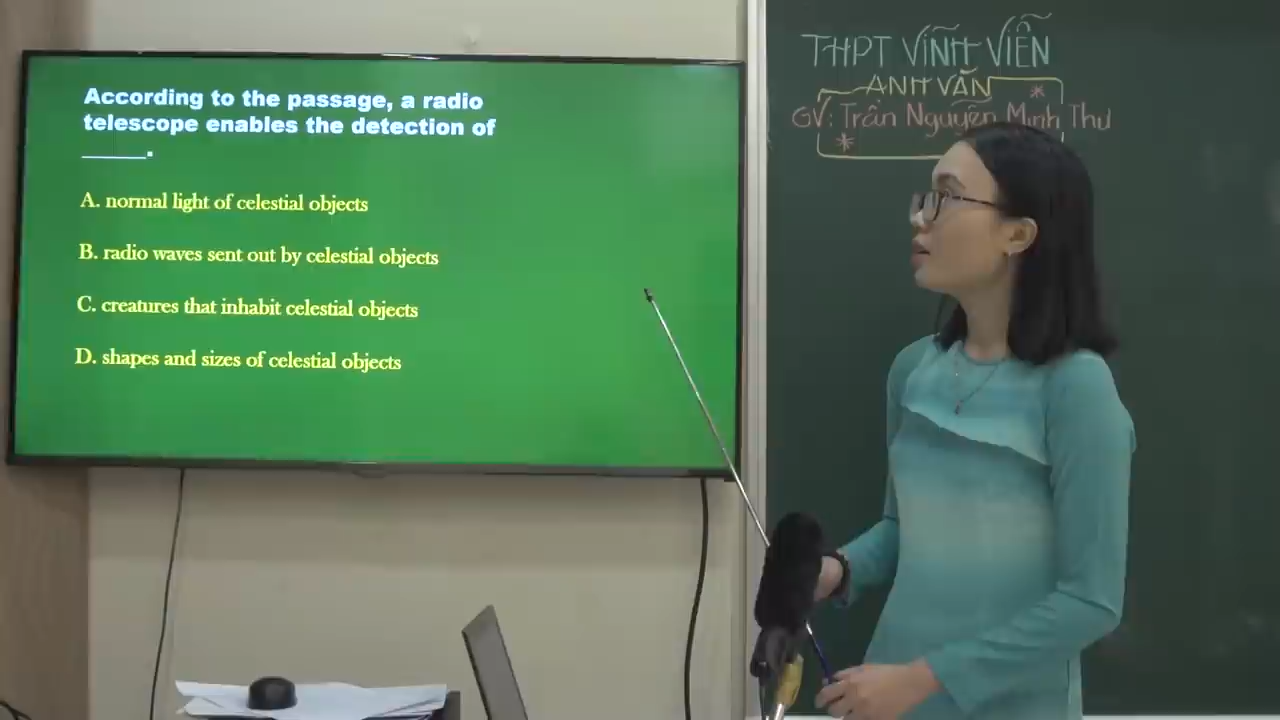 According to the passage, a radio
telescope enables the detection of
______.
A. normal light of celestial objects
B. radio waves sent out by celestial objects
C. creatures that inhabit celestial objects
D. shapes and sizes of celestial objects
THPT VĨNH VIỄN
ANH VĂN
GV: Trần Nguyễn Minh Thư